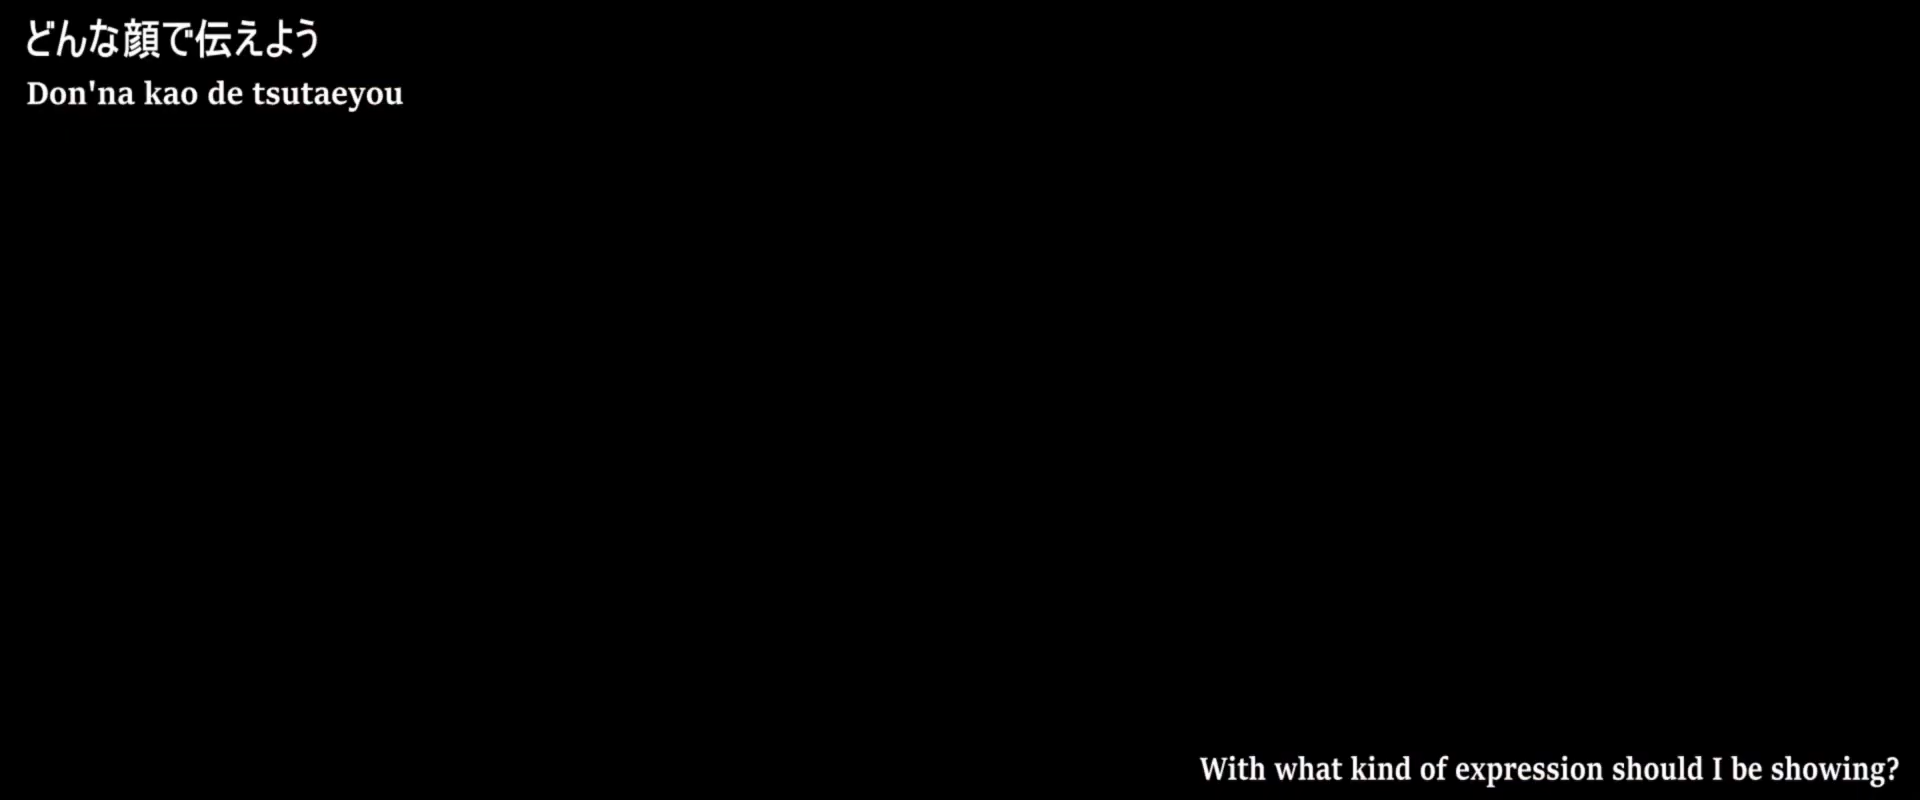 どんな顔で伝えよう
Don'na kao de tsutaeyou
With what kind of expression should I be showing?